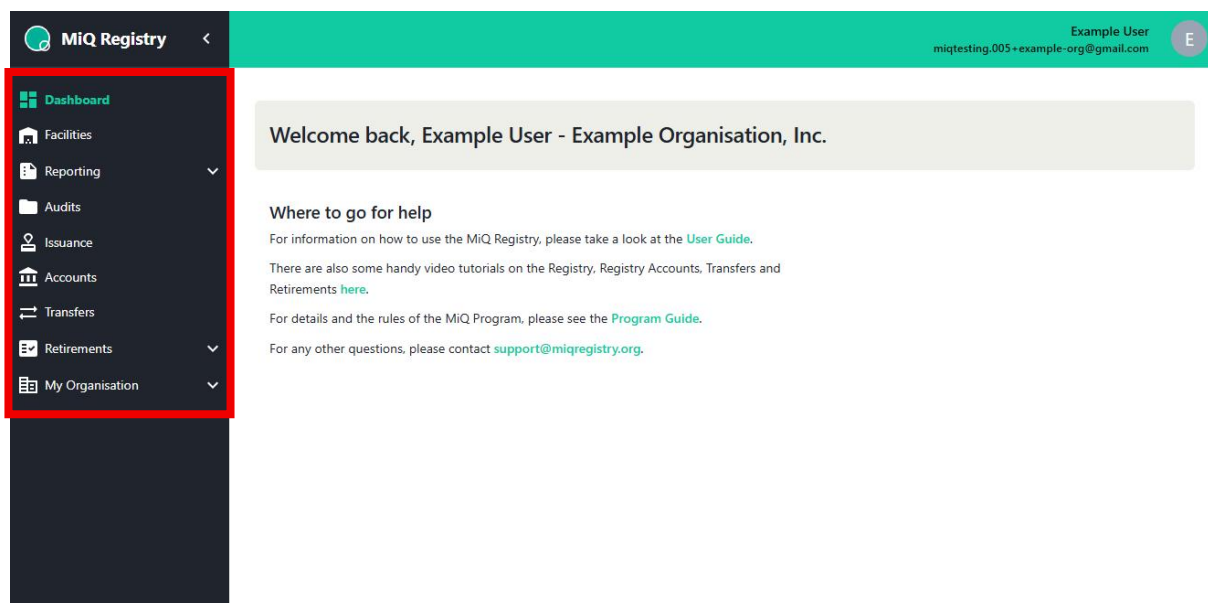 MiQ Registry
Example User
miqtesting.005+example-org@gmail.com
E
Dashboard
Facilities
Reporting
Audits
Issuance
Accounts
Transfers
Retirements
My Organisation
Welcome back, Example User - Example Organisation, Inc.
Where to go for help
For information on how to use the MiQ Registry, please take a look at the User Guide.
There are also some handy video tutorials on the Registry, Registry Accounts, Transfers and
Retirements here.
For details and the rules of the MiQ Program, please see the Program Guide.
For any other questions, please contact support@miqregistry.org.